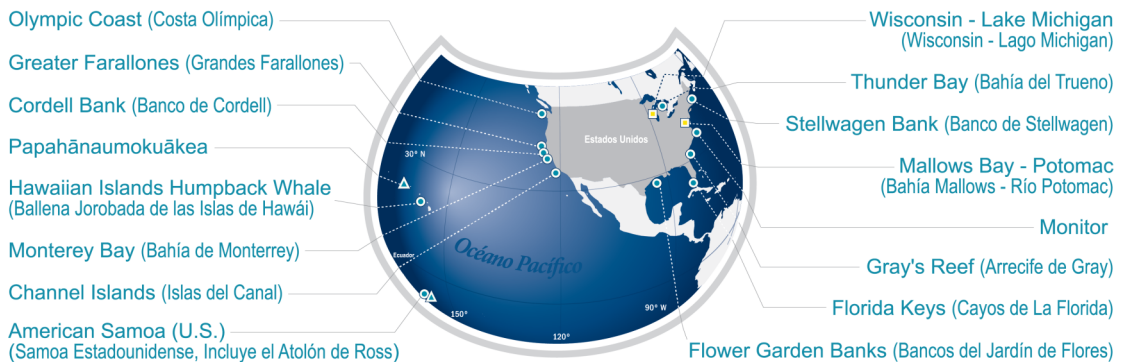 Olympic Coast (Costa Olímpica)
Greater Farallones (Grandes Farallones)
Cordell Bank (Banco de Cordell)
Papahānaumokuākea
Hawaiian Islands Humpback Whale
(Ballena Jorobada de las Islas de Hawái)
Monterey Bay (Bahía de Monterrey)
Channel Islands (Islas del Canal)
American Samoa (U.S.)
(Samoa Estadounidense, Incluye el Atolón de Ross)
30° N
Estados Unidos
Ecuador
Océano Pacífico
150°
120°
90° W
Wisconsin - Lake Michigan
(Wisconsin - Lago Michigan)
Thunder Bay (Bahía del Trueno)
Stellwagen Bank (Banco de Stellwagen)
Mallows Bay - Potomac
(Bahía Mallows - Río Potomac)
Monitor
Gray's Reef (Arrecife de Gray)
Florida Keys (Cayos de La Florida)
Flower Garden Banks (Bancos del Jardín de Flores)